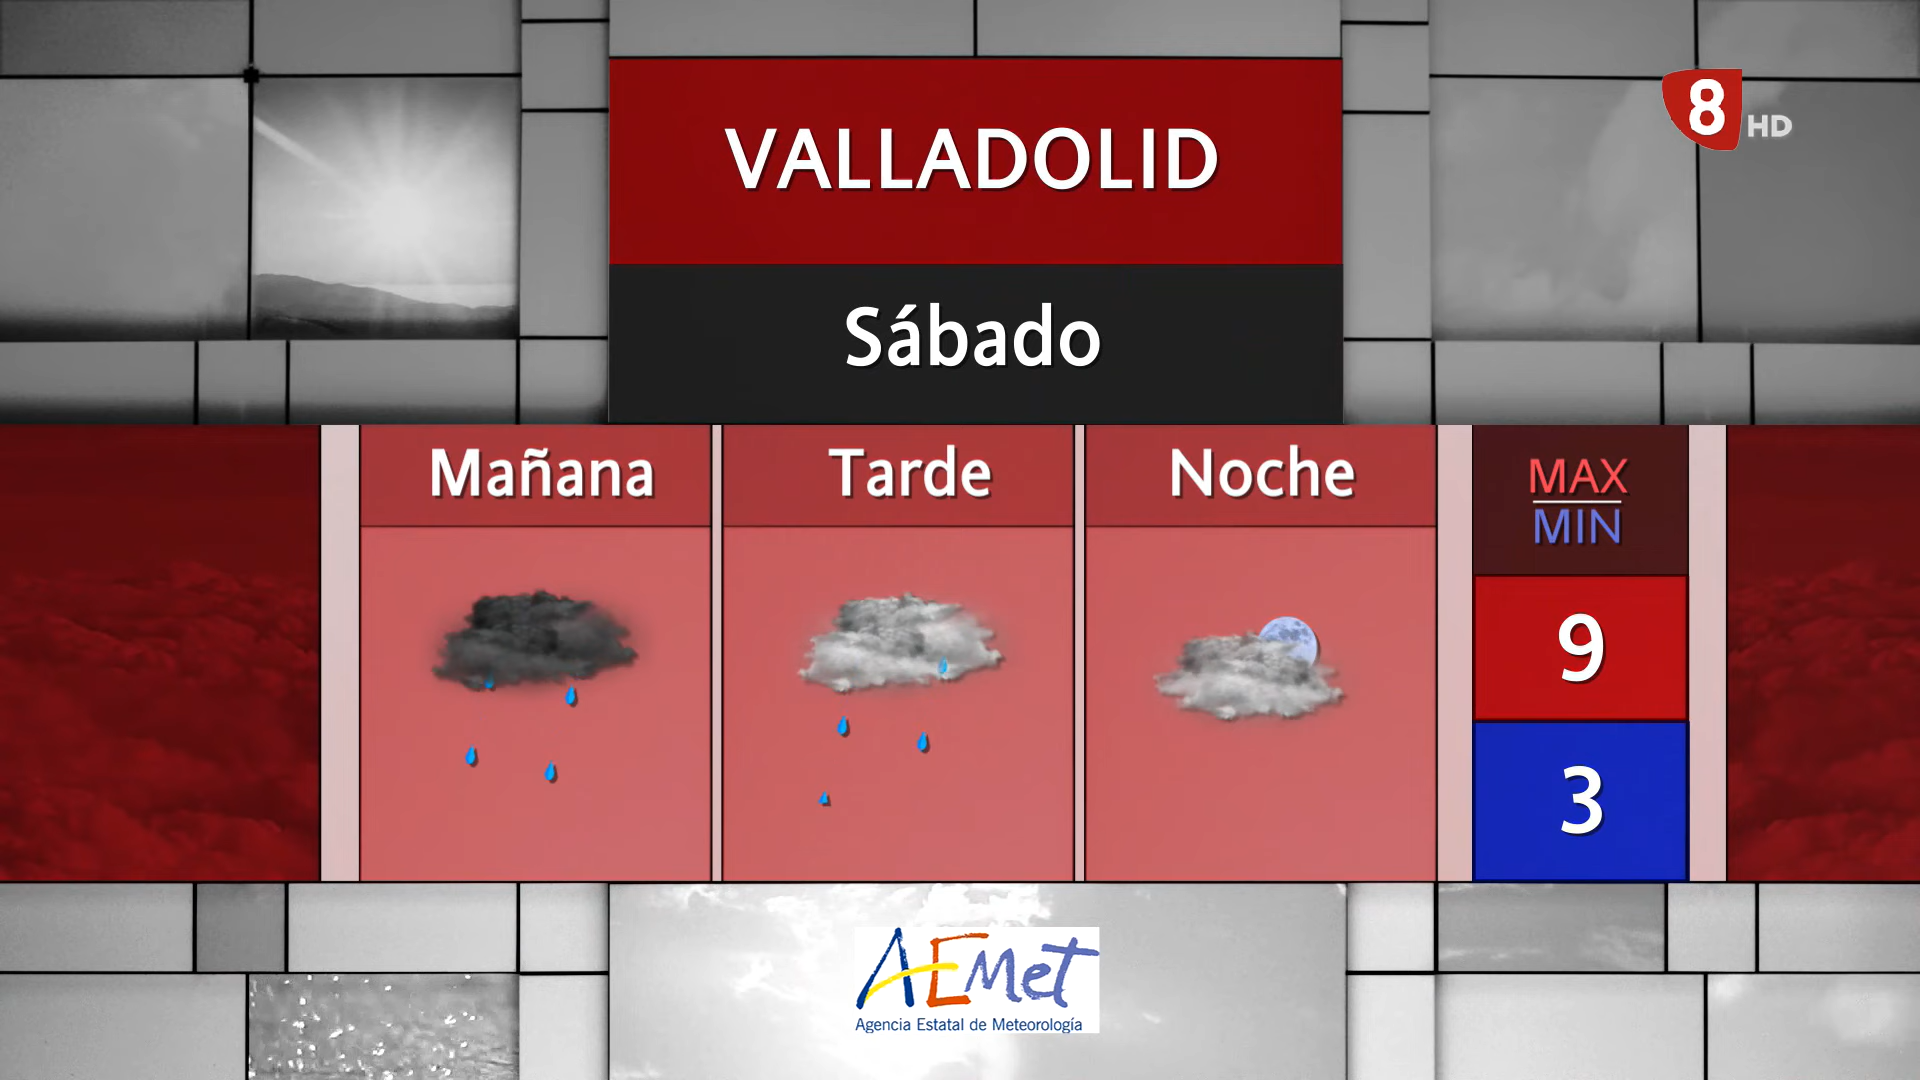 VALLADOLID
8 HD
Sábado
Mañana
Tarde
Noche
MAX
MIN
9
3
AEMet
Agencia Estatal de Meteorología